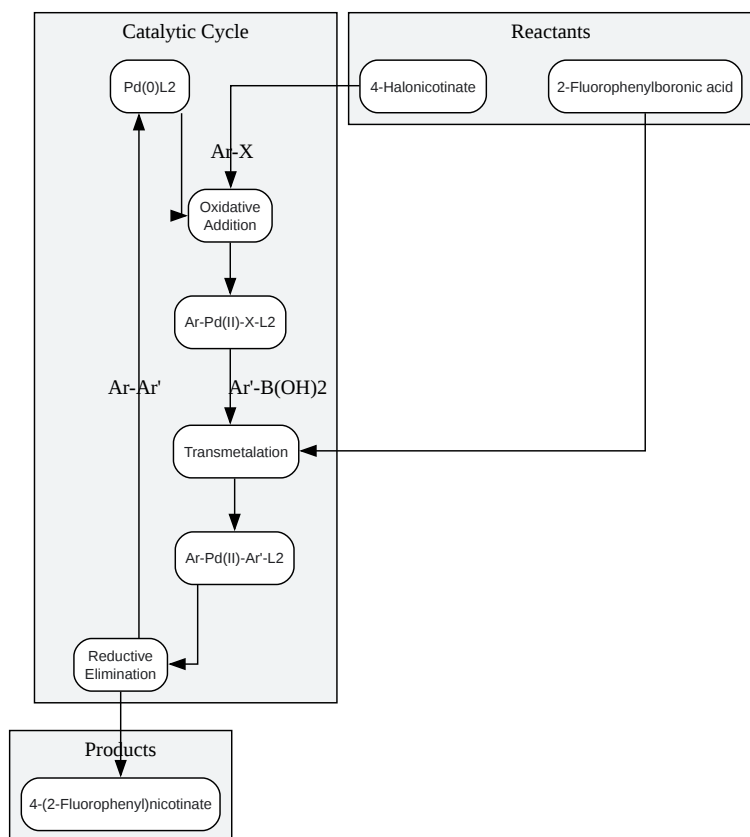 Catalytic Cycle
Reactants
Pd(0)L2
4-Halonicotinate
2-Fluorophenylboronic acid
Ar-X
Oxidative
Addition
Ar-Pd(II)-X-L2
Ar-Ar'
Ar'-B(OH)2
Transmetalation
Ar-Pd(II)-Ar'-L2
Reductive
Elimination
Products
4-(2-Fluorophenyl)nicotinate